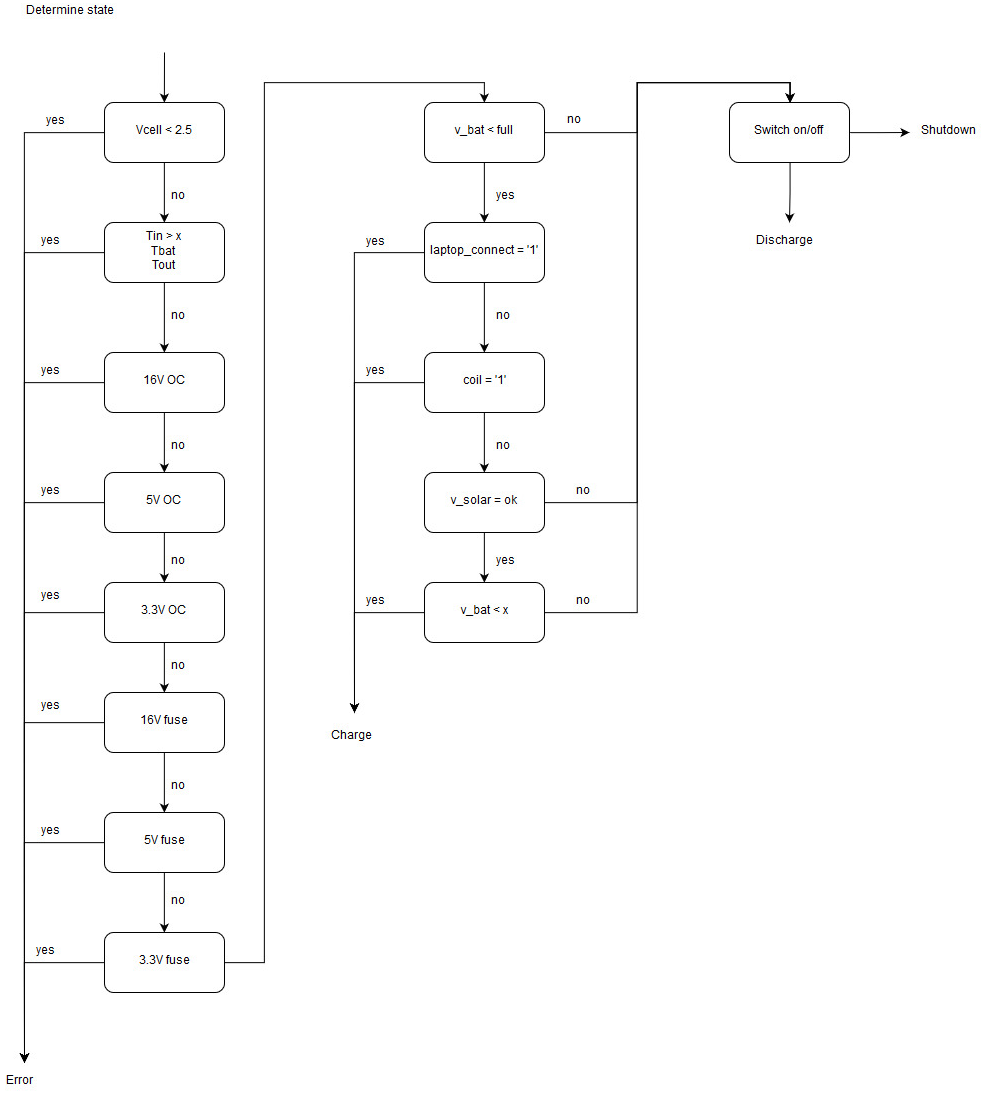 Determine state
yes
Vcell < 2.5
no
yes
Tin > x
Tbat
Tout
no
yes
16V OC
no
yes
5V OC
no
yes
3.3V OC
no
yes
16V fuse
no
yes
5V fuse
no
yes
3.3V fuse
Error
v_bat < full
no
yes
yes
laptop_connect = '1'
no
yes
coil = '1'
no
v_solar = ok
no
yes
yes
v_bat < x
no
Charge
Switch on/off
Shutdown
Discharge